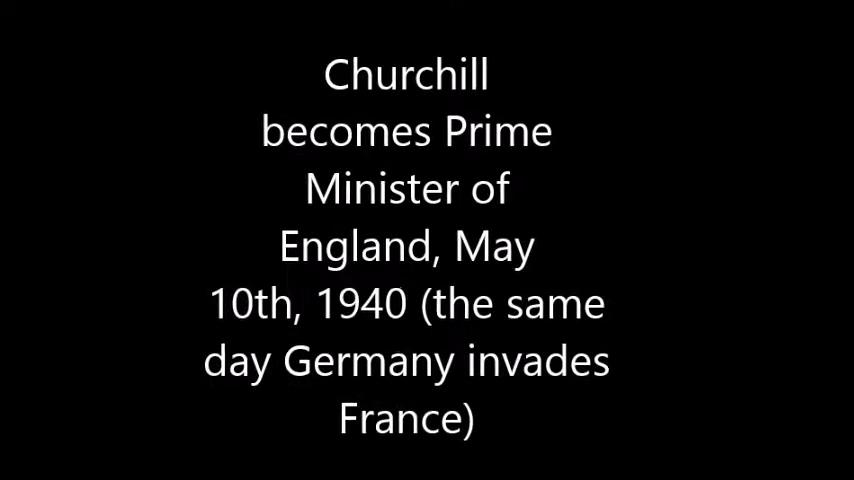 Churchill
becomes Prime
Minister of
England, May
10th, 1940 (the same
day Germany invades
France)